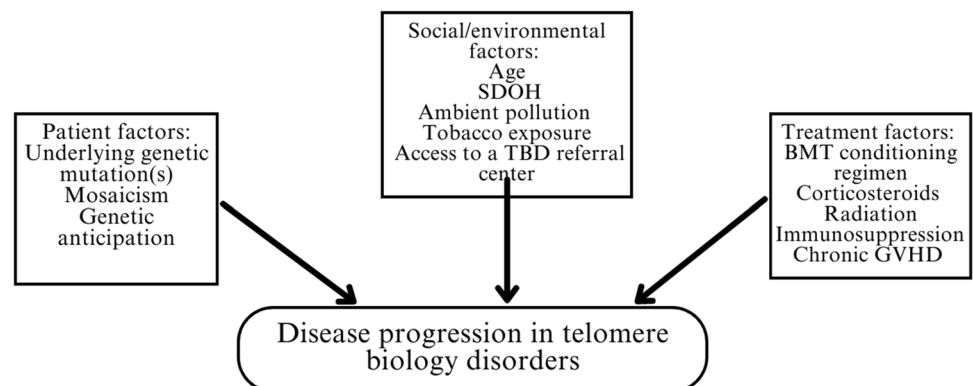 Patient factors:
Underlying genetic
mutation(s)
Mosaicism
Genetic
anticipation
Social/environmental
factors:
Age
SDOH
Ambient pollution
Tobacco exposure
Access to a TBD referral
center
Treatment factors:
BMT conditioning
regimen
Corticosteroids
Radiation
Immunosuppression
Chronic GVHD
Disease progression in telomere
biology disorders